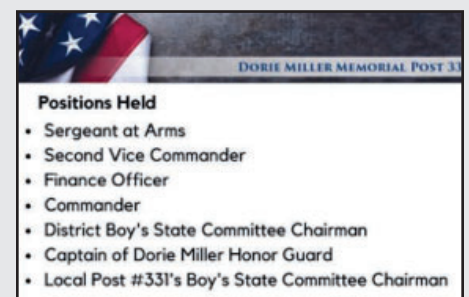 DORIE MILLER MEMORIAL POST 33
Positions Held
• Sergeant at Arms
• Second Vice Commander
• Finance Officer
• Commander
• District Boy's State Committee Chairman
• Captain of Dorie Miller Honor Guard
• Local Post #331's Boy's State Committee Chairman